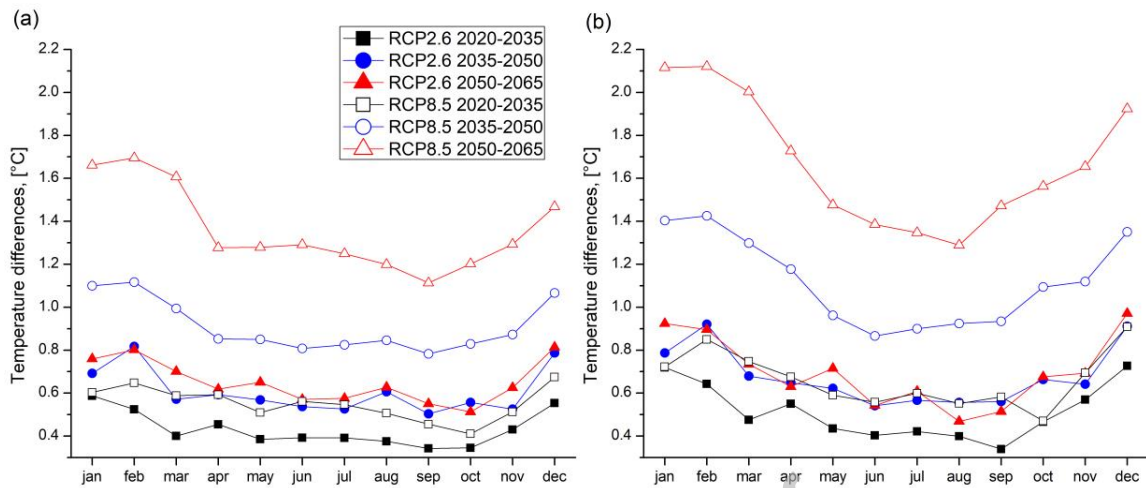 (a)
Temperature differences, [°C]
2.2
2.0
1.8
1.6
1.4
1.2
1.0
0.8
0.6
0.4
RCP2.6 2020-2035
RCP2.6 2035-2050
RCP2.6 2050-2065
RCP8.5 2020-2035
RCP8.5 2035-2050
RCP8.5 2050-2065
jan feb mar apr may jun jul aug sep oct nov dec
(b)
Temperature differences, [°C]
2.2
2.0
1.8
1.6
1.4
1.2
1.0
0.8
0.6
0.4
jan feb mar apr may jun jul aug sep oct nov dec